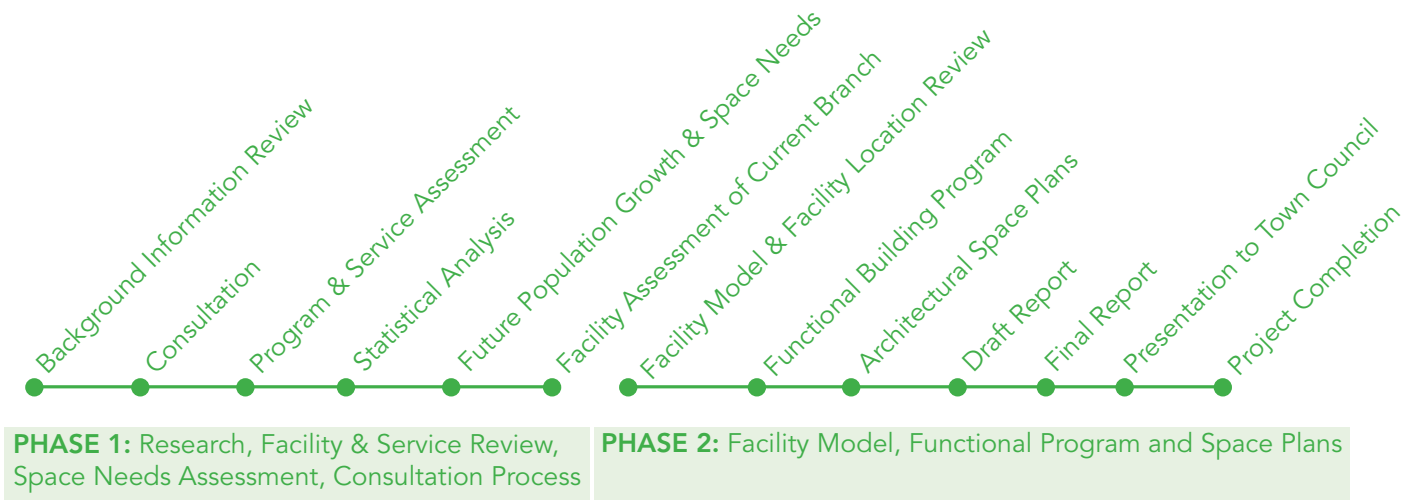 Background Information Review
Consultation
Program & Service Assessment
Statistical Analysis
Future Population Growth & Space Needs
Facility Assessment of Current Branch
Facility Model & Facility Location Review
Functional Building Program
Architectural Space Plans
Draft Report
Final Report
Presentation to Town Council
Project Completion
PHASE 1: Research, Facility & Service Review,
Space Needs Assessment, Consultation Process
PHASE 2: Facility Model, Functional Program and Space Plans